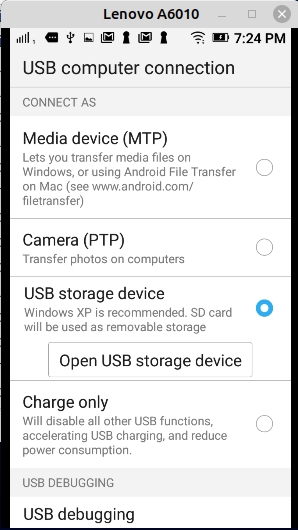 Lenovo A6010
7:24 PM
USB computer connection
CONNECT AS
Media device (MTP)
Lets you transfer media files on
Windows, or using Android File Transfer
on Mac (see www.android.com/
filetransfer)
Camera (PTP)
Transfer photos on computers
USB storage device
Windows XP is recommended. SD card
will be used as removable storage
Open USB storage device
Charge only
Will disable all other USB functions,
accelerating USB charging, and reduce
power consumption.
USB DEBUGGING
USB debugging